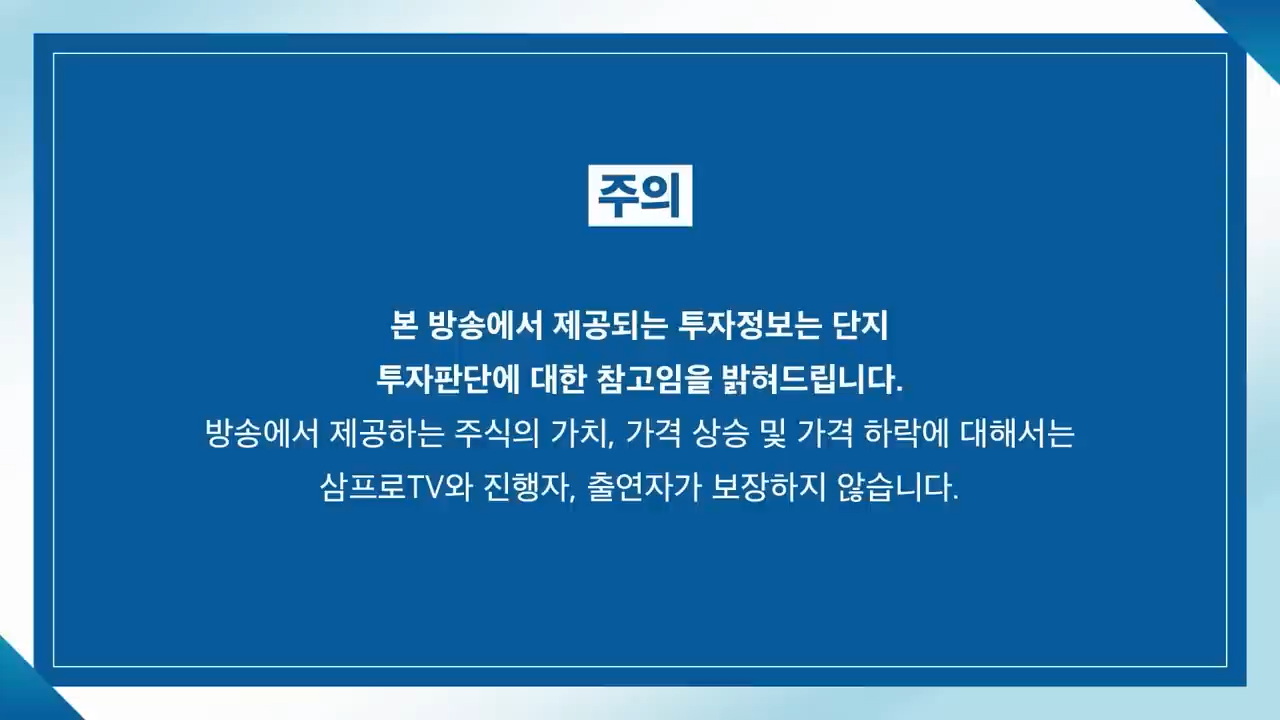 주의
본 방송에서 제공되는 투자정보는 단지
투자판단에 대한 참고임을 밝혀드립니다.
방송에서 제공하는 주식의 가치, 가격 상승 및 가격 하락에 대해서는
삼프로TV와 진행자, 출연자가 보장하지 않습니다.